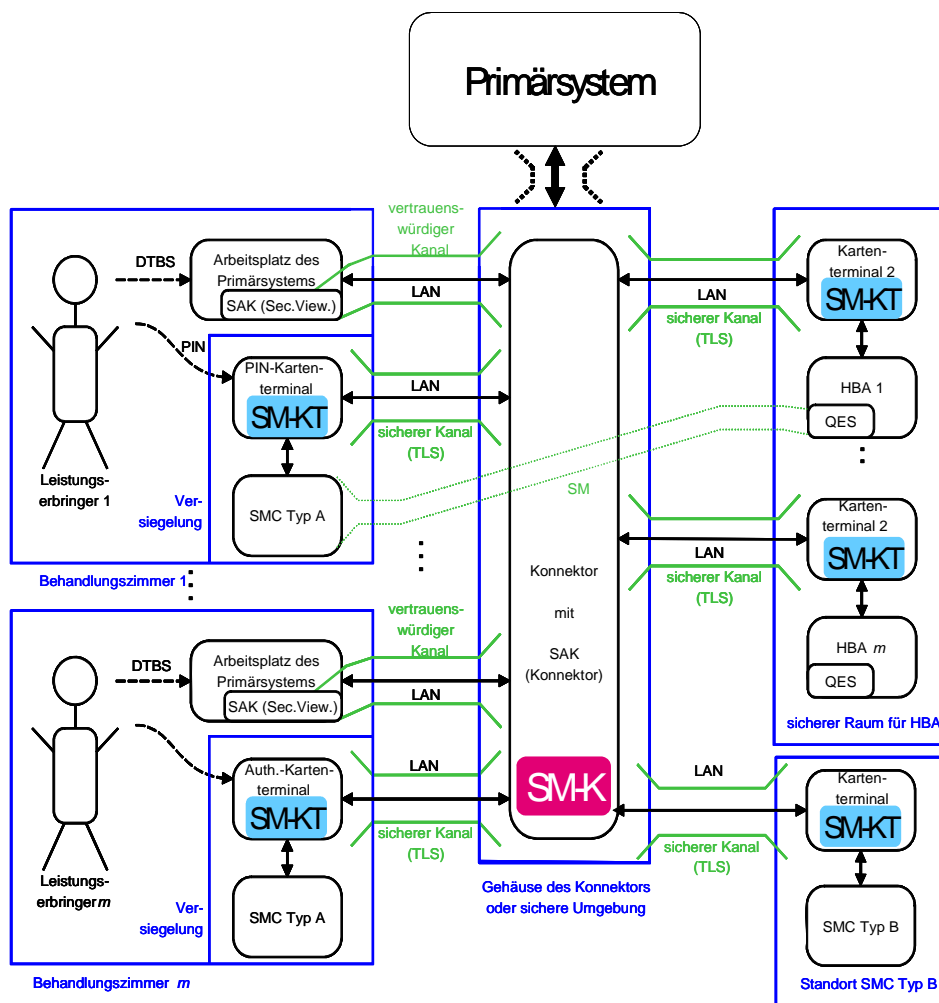 Primärsystem
vertrauens-
würdiger
Kanal
DTBS
Arbeitsplatz des
Primärsystems
SAK (Sec.View.)
LAN
PIN
PIN-Karten-
terminal
SM-KT
LAN
sicherer Kanal
(TLS)
SMC Typ A
Leistungs-
erbringer 1
Ver-
siegelung
Behandlungszimmer 1
LAN
sicherer Kanal
(TLS)
Karten-
terminal 2
SM-KT
HBA 1
QES
SM
Karten-
terminal 2
SM-KT
LAN
sicherer Kanal
(TLS)
HBA m
QES
sicherer Raum für HBA
Konnektor
mit
SAK
(Konnektor)
SM-K
Gehäuse des Konnektors
oder sichere Umgebung
vertrauens-
würdiger
Kanal
DTBS
Arbeitsplatz des
Primärsystems
SAK (Sec.View.)
LAN
Auth.-Karten-
terminal
SM-KT
LAN
sicherer Kanal
(TLS)
SMC Typ A
Leistungs-
erbringer m
Ver-
siegelung
Behandlungszimmer m
LAN
sicherer Kanal
(TLS)
Karten-
terminal
SM-KT
SMC Typ B
Standort SMC Typ B